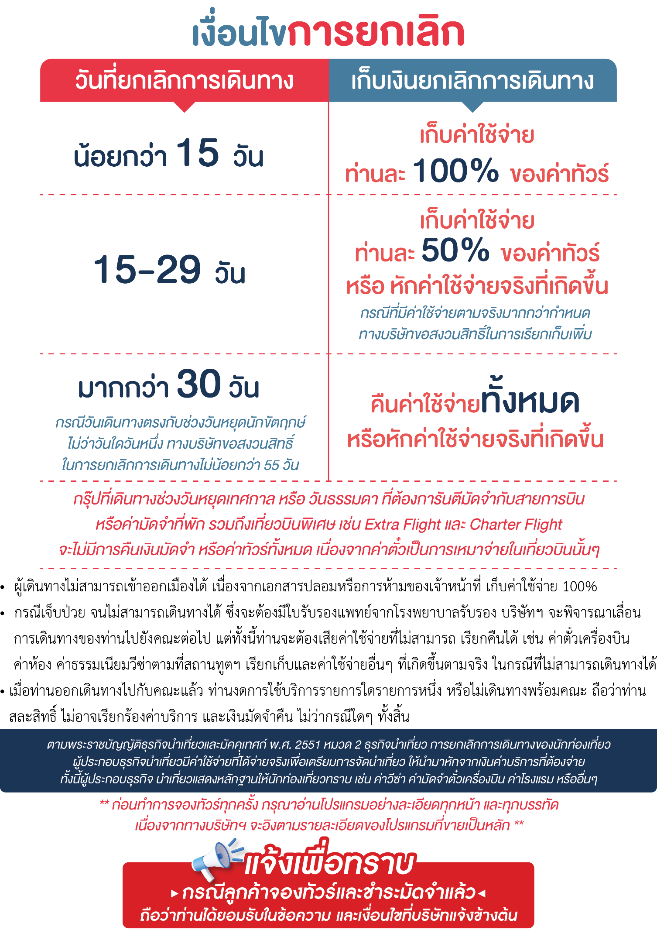 เงื่อนไขการยกเลิก
วันที่ยกเลิกการเดินทาง
เก็บเงินยกเลิกการเดินทาง
น้อยกว่า 15 วัน
เก็บค่าใช้จ่าย
ท่านละ 100% ของค่าทัวร์
15-29 วัน
เก็บค่าใช้จ่าย
ท่านละ 50% ของค่าทัวร์
หรือ หักค่าใช้จ่ายจริงที่เกิดขึ้น
กรณีที่มีค่าใช้จ่ายตามจริงมากกว่ากำหนด
ทางบริษัทขอสงวนสิทธิ์ในการเรียกเก็บเพิ่ม
มากกว่า 30 วัน
กรณีวันเดินทางตรงกับช่วงวันหยุดนักขัตฤกษ์
ไม่ว่าวันใดวันหนึ่ง ทางบริษัทขอสงวนสิทธิ์
ในการยกเลิกการเดินทางไม่น้อยกว่า 55 วัน
คืนค่าใช้จ่ายทั้งหมด
หรือหักค่าใช้จ่ายจริงที่เกิดขึ้น
กรุ๊ปที่เดินทางช่วงวันหยุดเทศกาล หรือ วันธรรมดา ที่ต้องการันตีมัดจำกับสายการบิน
หรือค่ามัดจำที่พัก รวมถึงเที่ยวบินพิเศษ เช่น Extra Flight และ Charter Flight
จะไม่มีการคืนเงินมัดจำ หรือค่าทัวร์ทั้งหมด เนื่องจากค่าตั๋วเป็นการเหมาจ่ายในเที่ยวบินนั้นๆ
• ผู้เดินทางไม่สามารถเข้าออกเมืองได้ เนื่องจากเอกสารปลอมหรือการห้ามของเจ้าหน้าที่ เก็บค่าใช้จ่าย 100%
• กรณีเจ็บป่วย จนไม่สามารถเดินทางได้ ซึ่งจะต้องมีใบรับรองแพทย์จากโรงพยาบาลรับรอง บริษัทฯ จะพิจารณาเลื่อน
การเดินทางของท่านไปยังคณะต่อไป แต่ทั้งนี้ท่านจะต้องเสียค่าใช้จ่ายที่ไม่สามารถ เรียกคืนได้ เช่น ค่าตั๋วเครื่องบิน
ค่าห้อง ค่าธรรมเนียมวีซ่าตามที่สถานทูตฯ เรียกเก็บและค่าใช้จ่ายอื่นๆ ที่เกิดขึ้นตามจริง ในกรณีที่ไม่สามารถเดินทางได้
• เมื่อท่านออกเดินทางไปกับคณะแล้ว ท่านงดการใช้บริการรายการใดรายการหนึ่ง หรือไม่เดินทางพร้อมคณะ ถือว่าท่าน
สละสิทธิ์ ไม่อาจเรียกร้องค่าบริการ และเงินมัดจำคืน ไม่ว่ากรณีใดๆ ทั้งสิ้น
ตามพระราชบัญญัติธุรกิจนำเที่ยวและมัคคุเทศก์ พ.ศ. 2551 หมวด 2 ธุรกิจนำเที่ยว การยกเลิกการเดินทางของนักท่องเที่ยว
ผู้ประกอบธุรกิจนำเที่ยวมีค่าใช้จ่ายที่ได้จ่ายจริงเพื่อเตรียมการจัดนำเที่ยว ให้นำมาหักจากเงินค่าบริการที่ต้องจ่าย
ทั้งนี้ผู้ประกอบธุรกิจ นำเที่ยวแสดงหลักฐานให้นักท่องเที่ยวทราบ เช่น ค่าวีซ่า ค่ามัดจำตั๋วเครื่องบิน ค่าโรงแรม หรืออื่นๆ
** ก่อนทำการจองทัวร์ทุกครั้ง กรุณาอ่านโปรแกรมอย่างละเอียดทุกหน้า และทุกบรรทัด
เนื่องจากทางบริษัทฯ จะอิงตามรายละเอียดของโปรแกรมที่ขายเป็นหลัก **
แจ้งเพื่อทราบ
▸ กรณีลูกค้าจองทัวร์และชำระมัดจำแล้ว ◂
ถือว่าท่านได้ยอมรับในข้อความ และเงื่อนไขที่บริษัทแจ้งข้างต้น